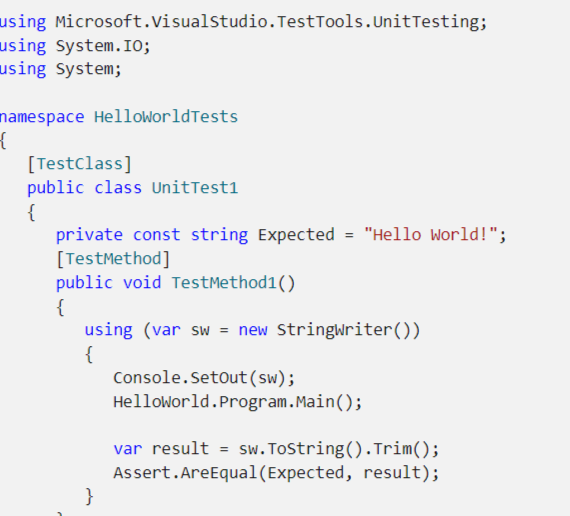 using Microsoft.VisualStudio.TestTools.UnitTesting;
using System.IO;
using System;

namespace HelloWorldTests
{
   [TestClass]
   public class UnitTest1
   {
      private const string Expected = "Hello World!";
      [TestMethod]
      public void TestMethod1()
      {
         using (var sw = new StringWriter())
         {
            Console.SetOut(sw);
            HelloWorld.Program.Main();

            var result = sw.ToString().Trim();
            Assert.AreEqual(Expected, result);
         }
      }